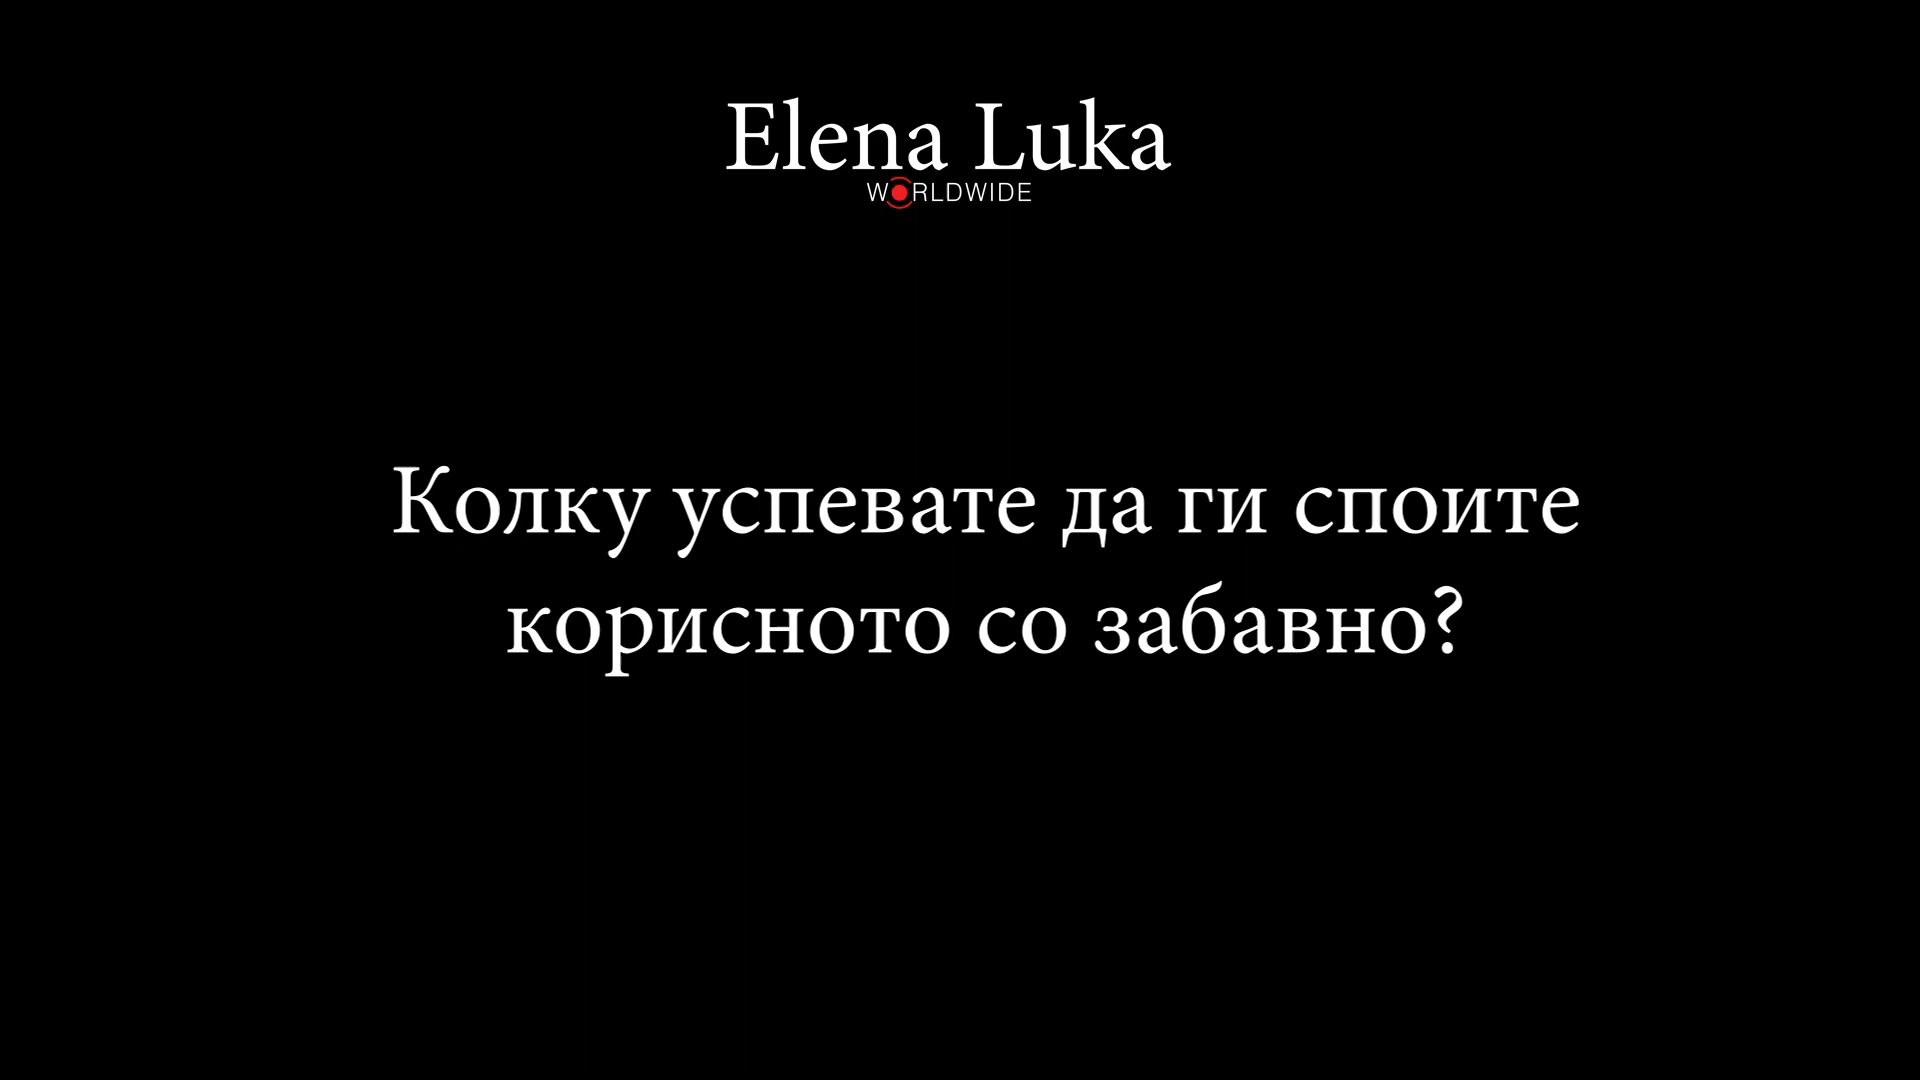 Elena Luka
WORLDWIDE
Колку успевате да ги споите
корисното со забавно?